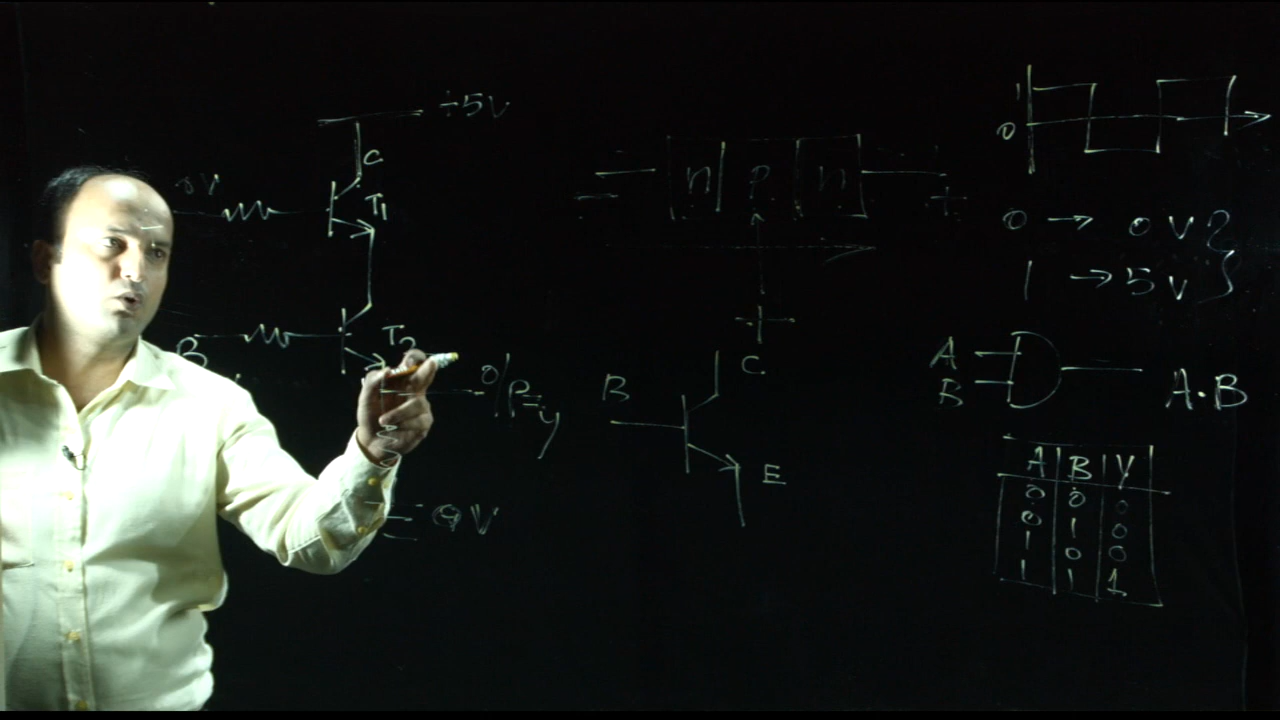 +5V
C
0V
T1
B
T2
O/P=y
0V
n p n
+
B
C
E
1
0
0 → 0V
1 → 5V
A
B
A.B
A B Y
0 0 0
0 1 0
1 0 0
1 1 1